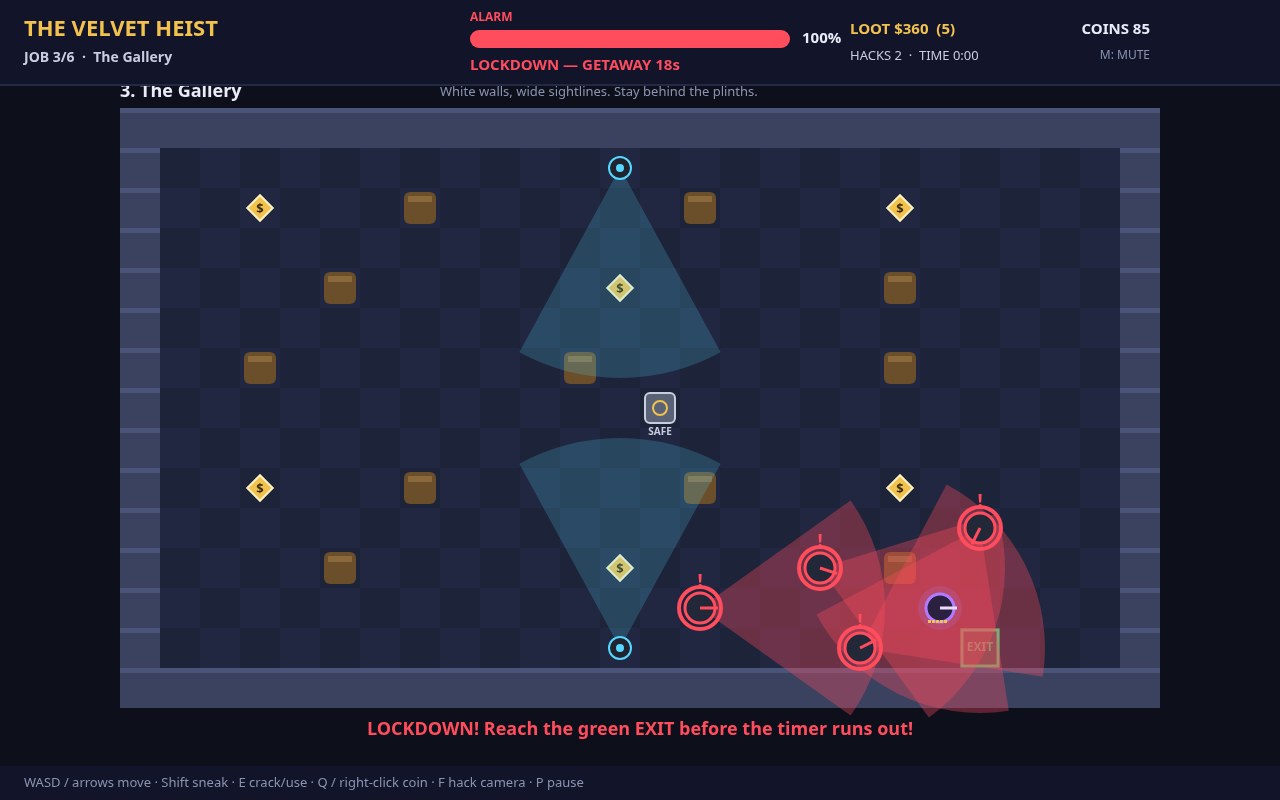 THE VELVET HEIST
JOB 3/6 · The Gallery
ALARM
100%
LOCKDOWN — GETAWAY 18s
LOOT $360 (5)
HACKS 2 · TIME 0:00
COINS 85
M: MUTE
3. The Gallery
White walls, wide sightlines. Stay behind the plinths.
$
$
$
SAFE
$
$
!
!
$
!
!
EXIT
LOCKDOWN! Reach the green EXIT before the timer runs out!
WASD / arrows move · Shift sneak · E crack/use · Q / right-click coin · F hack camera · P pause